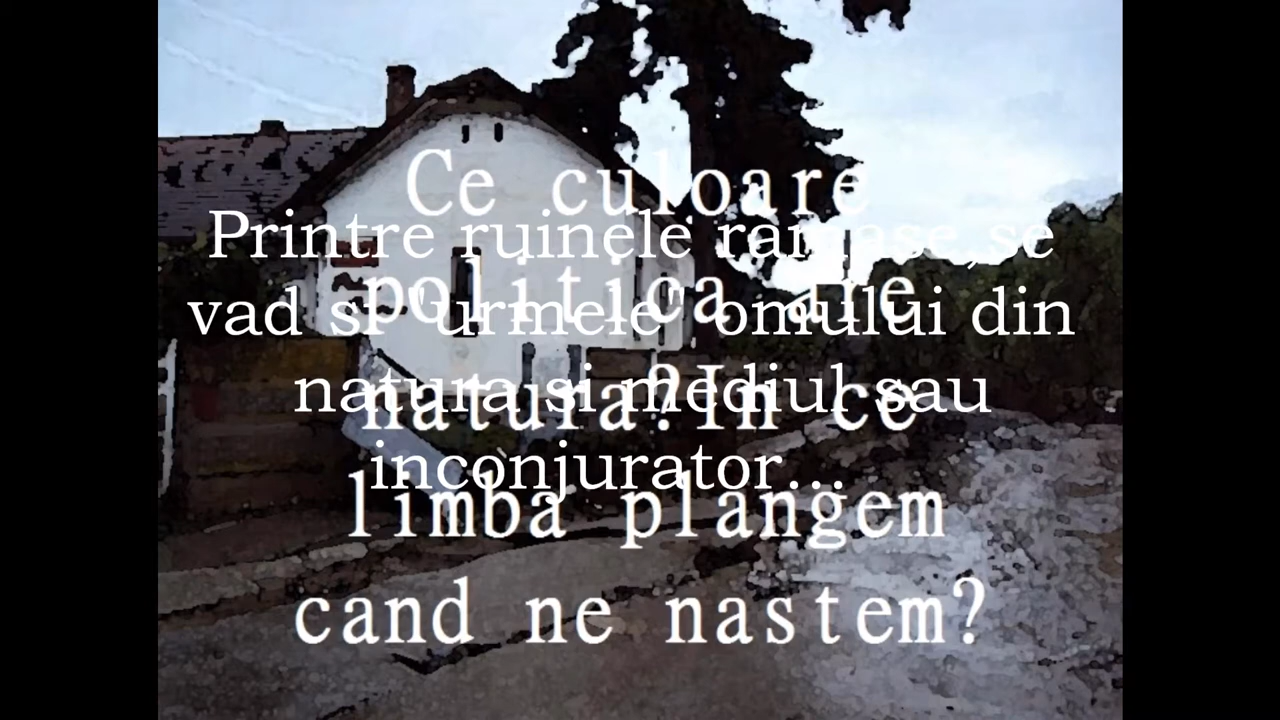 Ce culoare
politica are
natura?In ce
limba plangem
cand ne nastem?
Printre ruinele ramase,se
vad si "urmele" omului din
natura si mediul sau
inconjurator...